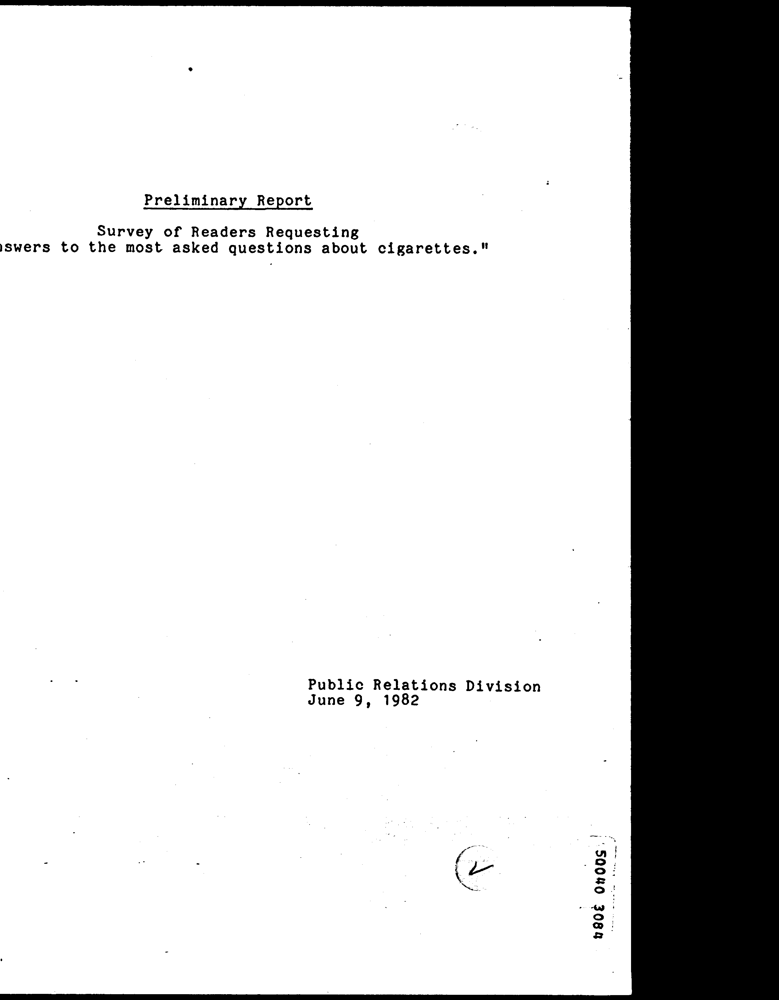 Preliminary Report
Survey of Readers Requesting
swers to the most asked questions about cigarettes."
Public Relations Division
June 9, 1982
2
50040 3084